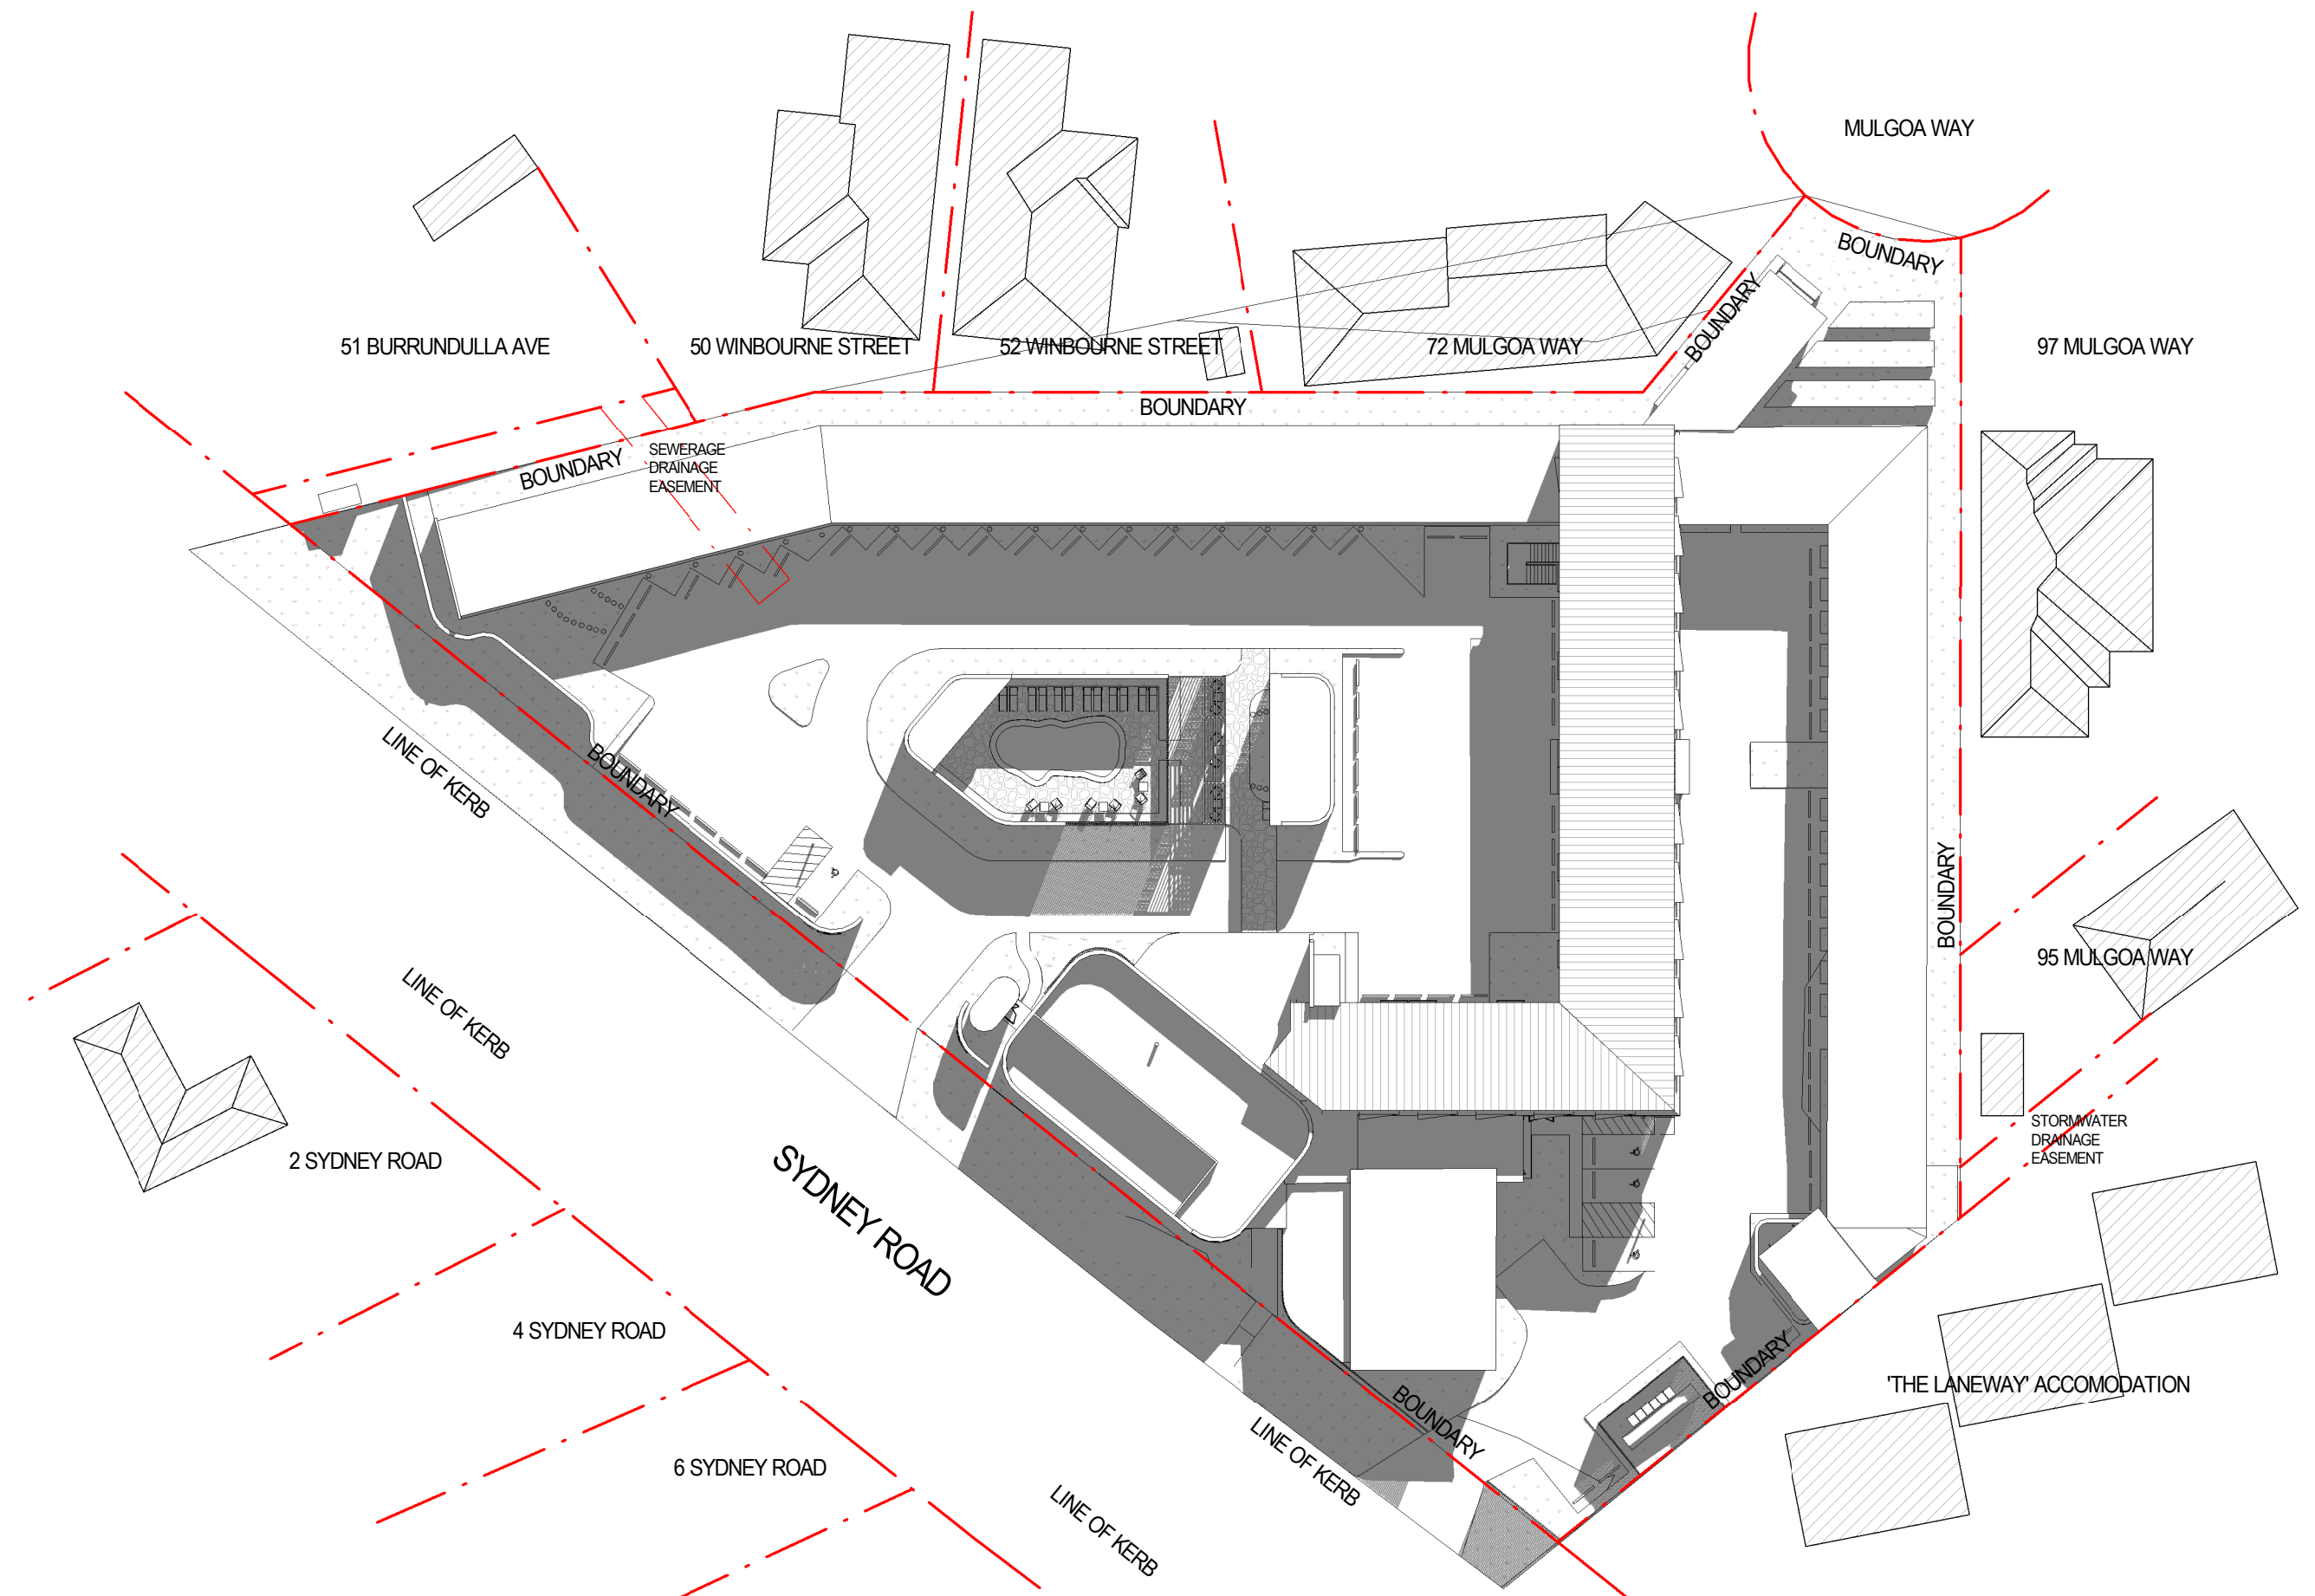 MULGOA WAY
BOUNDARY
BOUNDARY
51 BURRUNDULLA AVE
50 WINBOURNE STREET
52 WINBOURNE STREET
72 MULGOA WAY
97 MULGOA WAY
BOUNDARY
BOUNDARY
SEWERAGE
DRAINAGE
EASEMENT
LINE OF KERB
BOUNDARY
BOUNDARY
95 MULGOA WAY
LINE OF KERB
STORMWATER
DRAINAGE
EASEMENT
2 SYDNEY ROAD
SYDNEY ROAD
4 SYDNEY ROAD
BOUNDARY
'THE LANEWAY' ACCOMODATION
BOUNDARY
6 SYDNEY ROAD
LINE OF KERB
LINE OF KERB